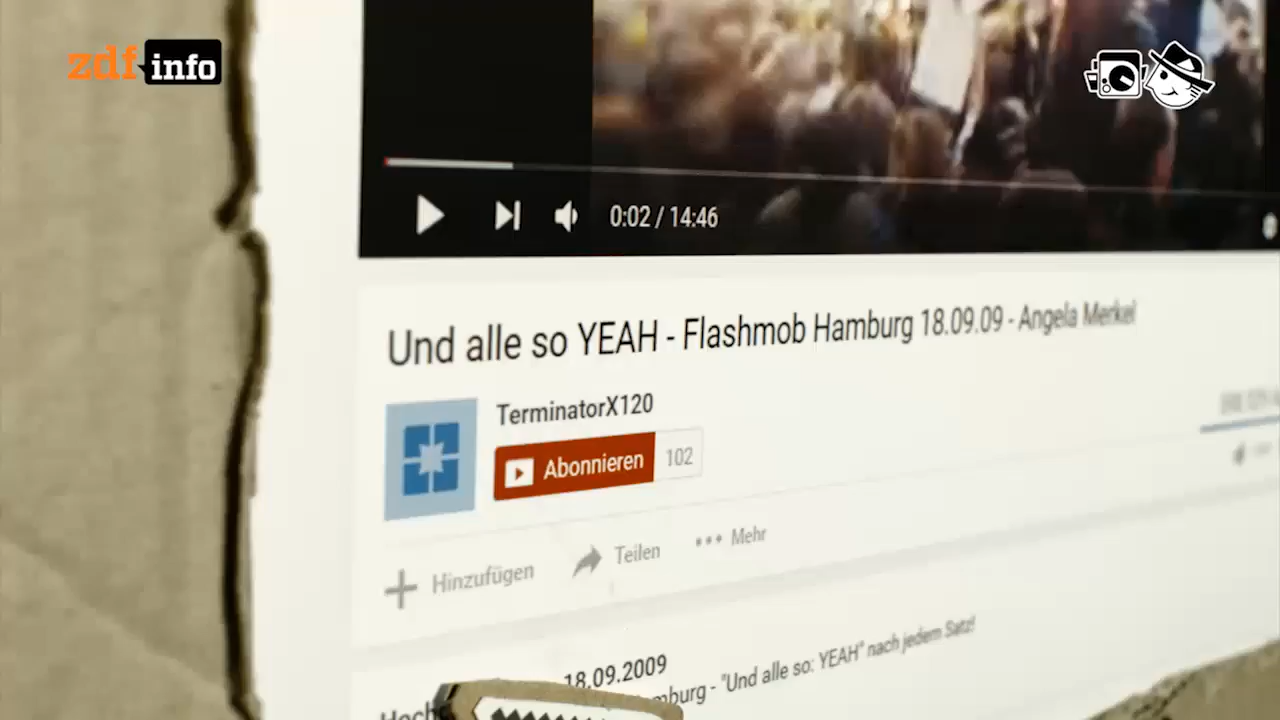 zdf info
0:02 / 14:46
Und alle so YEAH - Flashmob Hamburg 18.09.09 - Angela Merkel
TerminatorX120
Abonnieren 102
Hinzufügen Teilen Mehr
18.09.2009
"Und alle so: YEAH" nach jedem Satz!